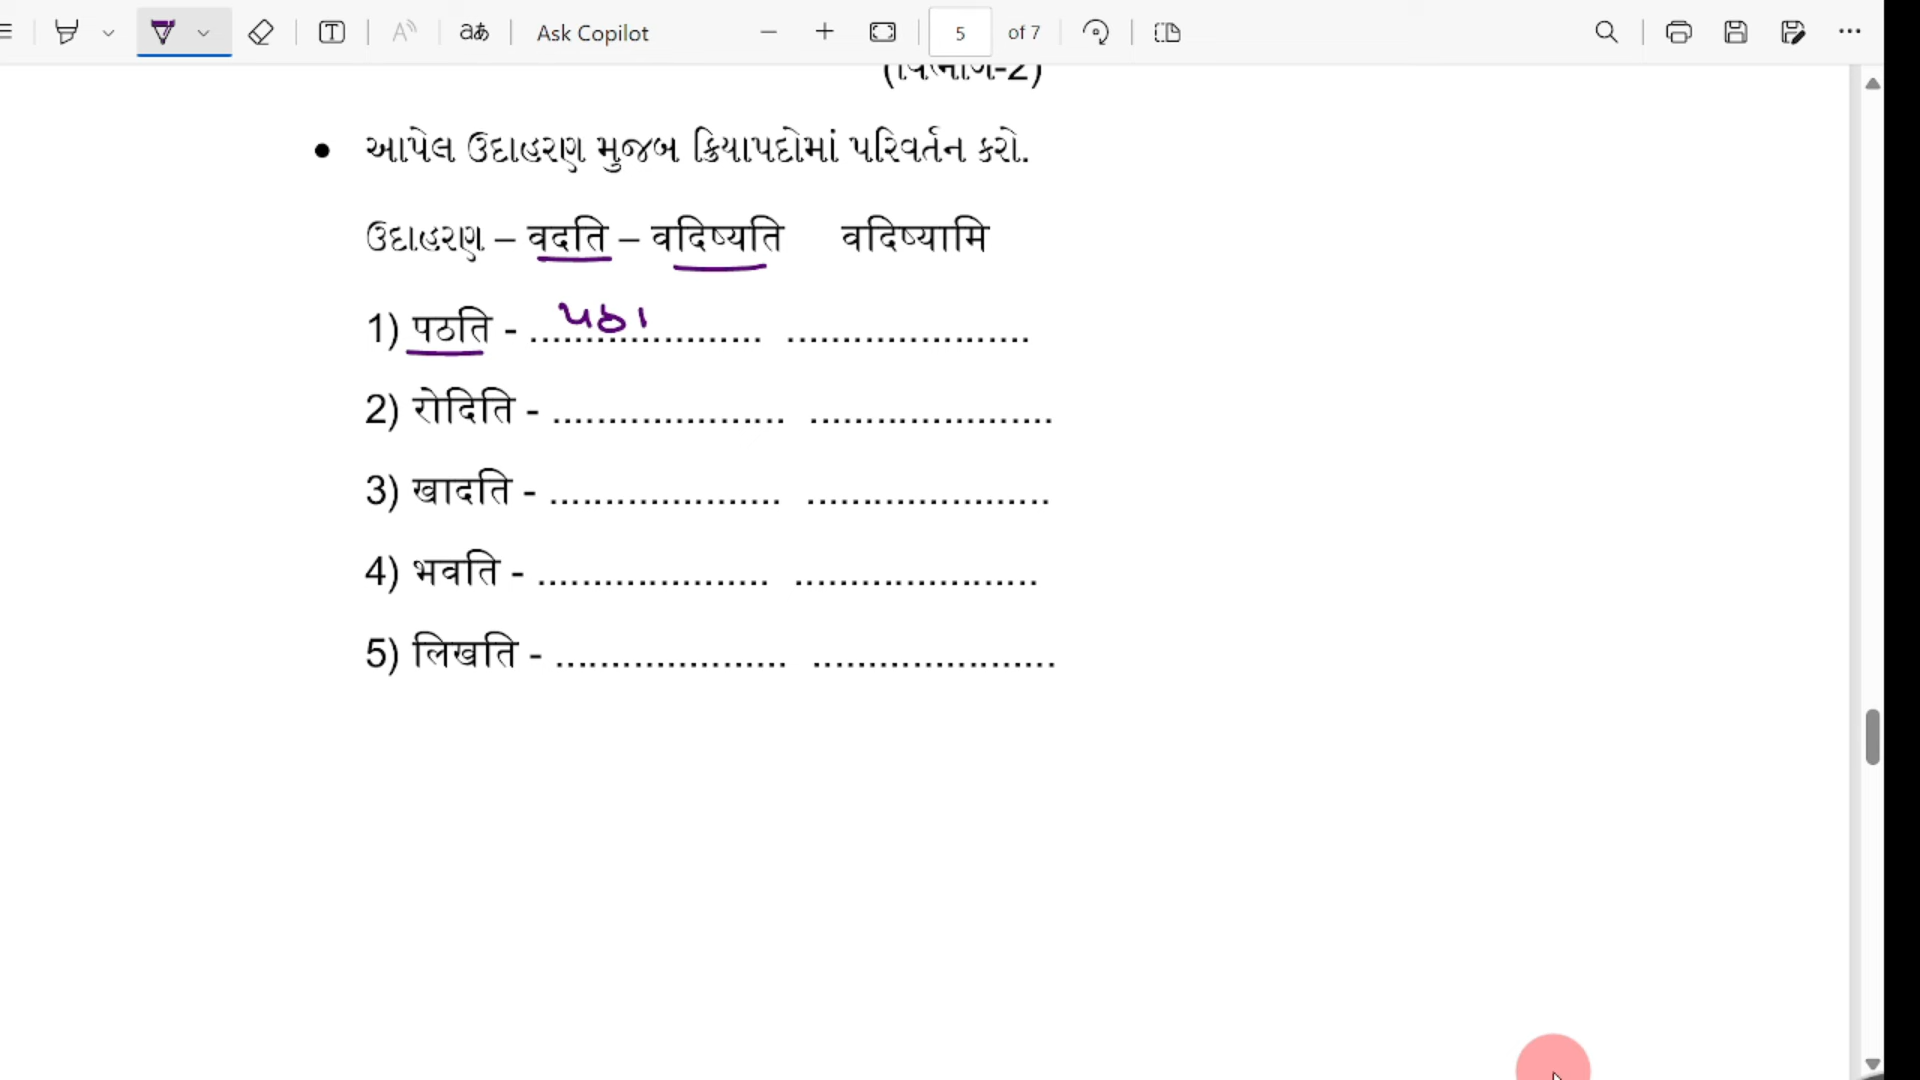 Ask Copilot 5 of 7
(વિભાગ-2)
• આપેલ ઉદાહરણ મુજબ ક્રિયાપદોમાં પરિવર્તન કરો.
ઉદાહરણ – वदति – वदिष्यति वदिष्यामि
1) पठति - પઠ ..................... ......................
2) रोदिति - ..................... ......................
3) खादति - ..................... ......................
4) भवति - ..................... ......................
5) लिखति - ..................... ......................